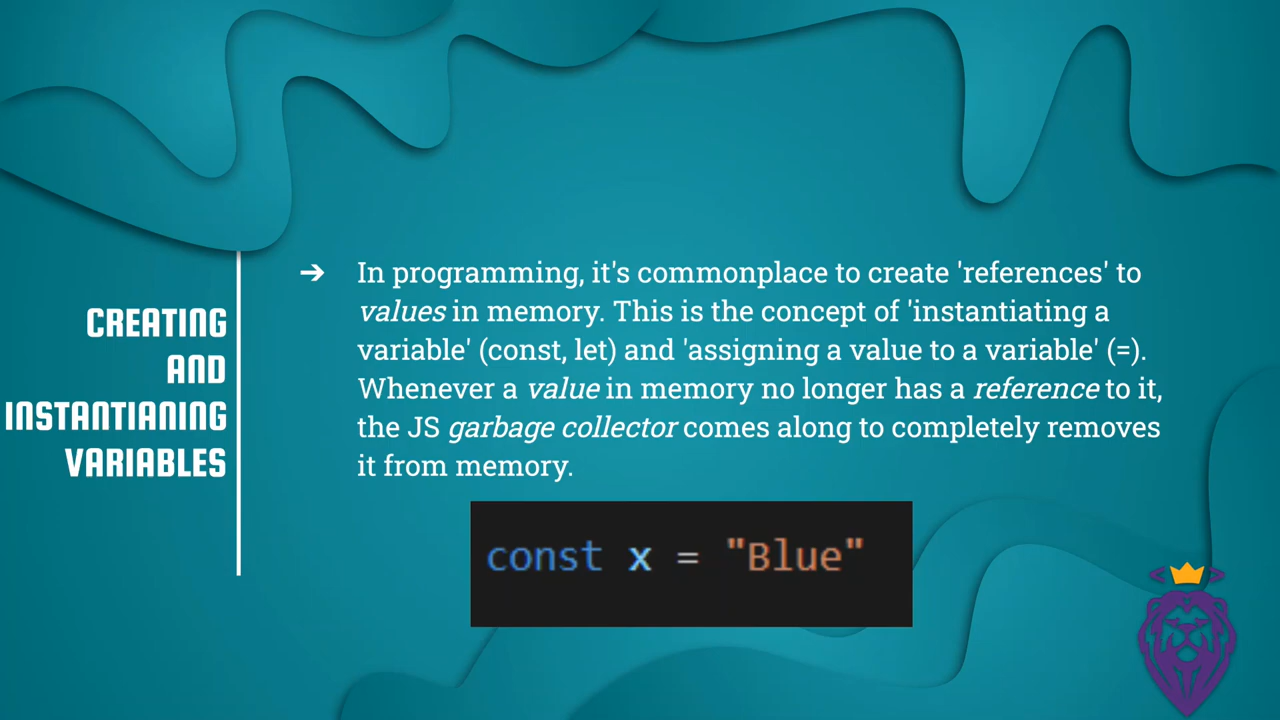 CREATING
AND
INSTANTIANING
VARIABLES
➔ In programming, it's commonplace to create 'references' to
values in memory. This is the concept of 'instantiating a
variable' (const, let) and 'assigning a value to a variable' (=).
Whenever a value in memory no longer has a reference to it,
the JS garbage collector comes along to completely removes
it from memory.
const x = "Blue"